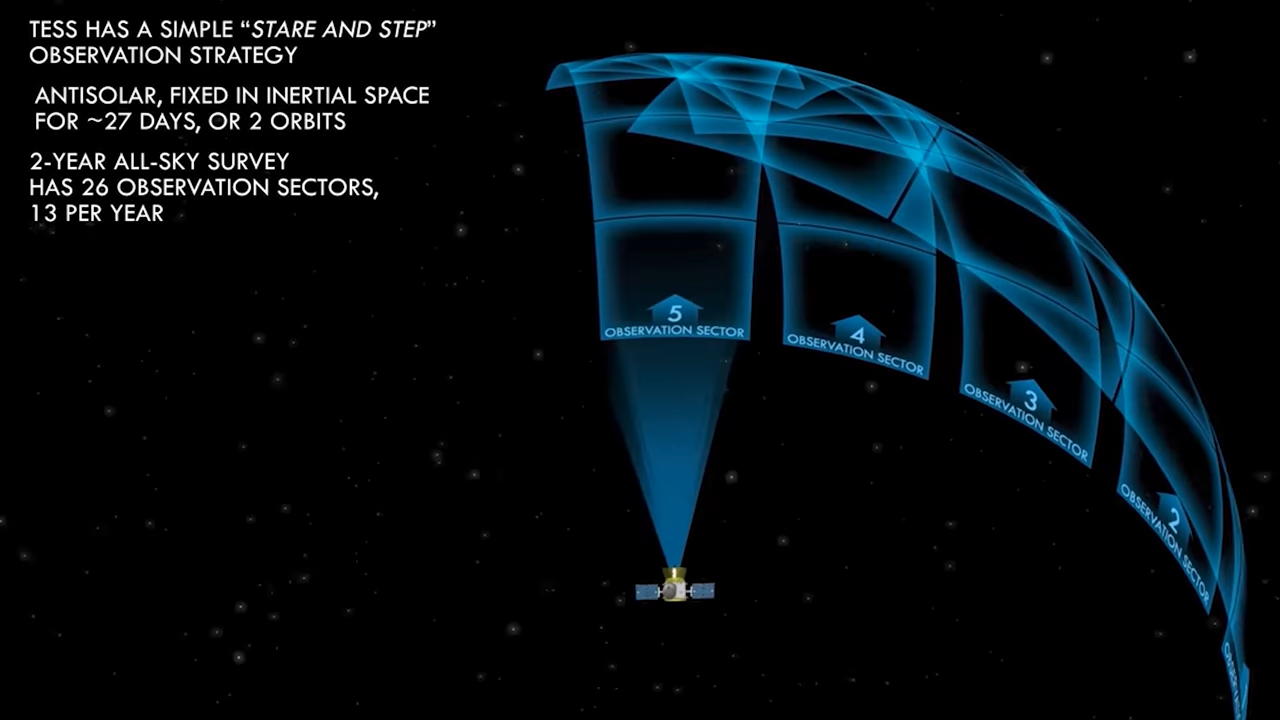 TESS HAS A SIMPLE “STARE AND STEP”
OBSERVATION STRATEGY
ANTISOLAR, FIXED IN INERTIAL SPACE
FOR ~27 DAYS, OR 2 ORBITS
2-YEAR ALL-SKY SURVEY
HAS 26 OBSERVATION SECTORS,
13 PER YEAR
5
OBSERVATION SECTOR
4
OBSERVATION SECTOR
3
OBSERVATION SECTOR
2
OBSERVATION SECTOR